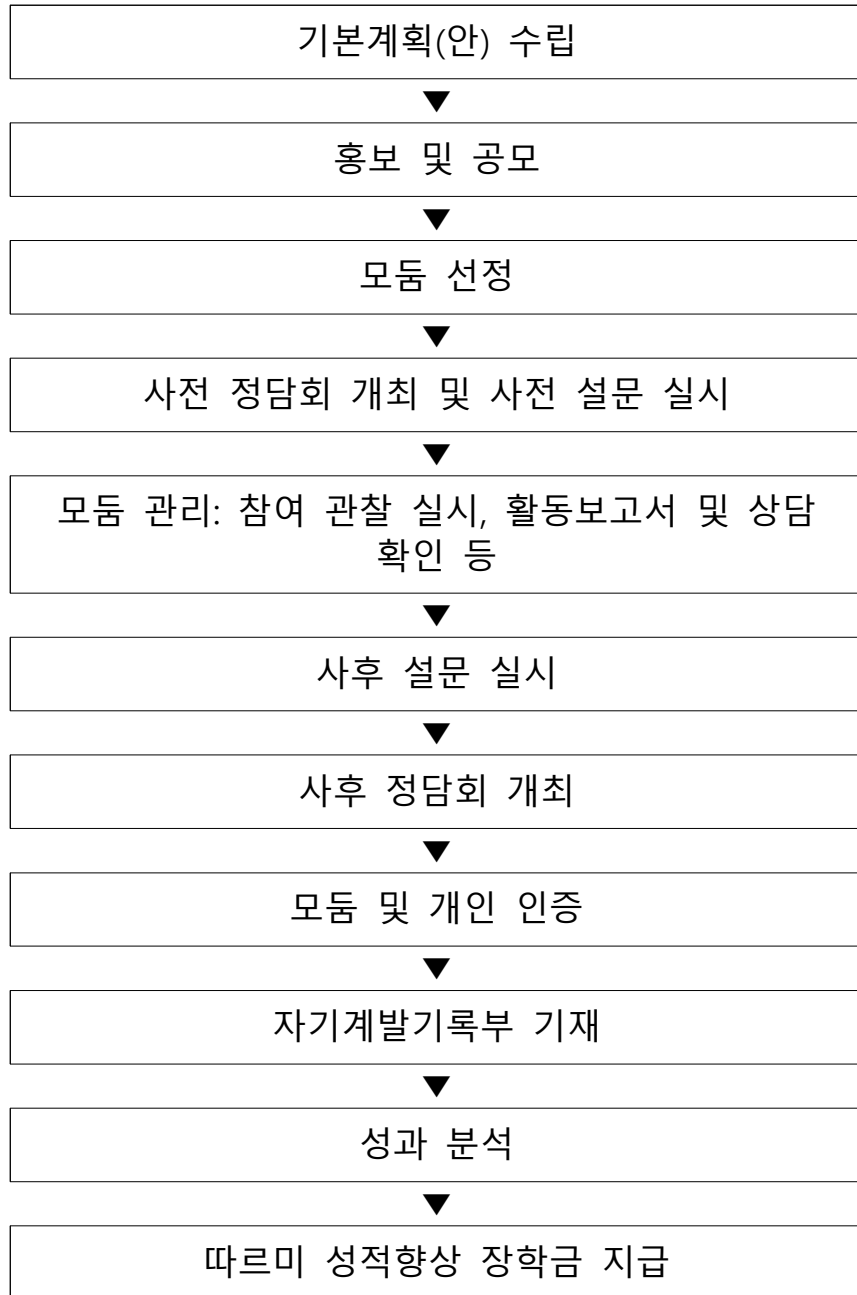 기본계획(안) 수립
▼
홍보 및 공모
▼
모둠 선정
▼
사전 정담회 개최 및 사전 설문 실시
▼
모둠 관리: 참여 관찰 실시, 활동보고서 및 상담
확인 등
▼
사후 설문 실시
▼
사후 정담회 개최
▼
모둠 및 개인 인증
▼
자기계발기록부 기재
▼
성과 분석
▼
따르미 성적향상 장학금 지급